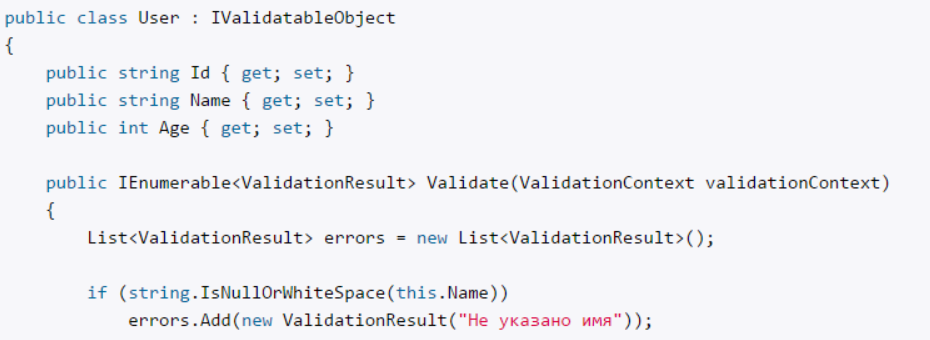 public class User : IValidatableObject
{
    public string Id { get; set; }
    public string Name { get; set; }
    public int Age { get; set; }
    public IEnumerable<ValidationResult> Validate(ValidationContext validationContext)
    {
        List<ValidationResult> errors = new List<ValidationResult>();
        if (string.IsNullOrWhiteSpace(this.Name))
            errors.Add(new ValidationResult("Не указано имя"));